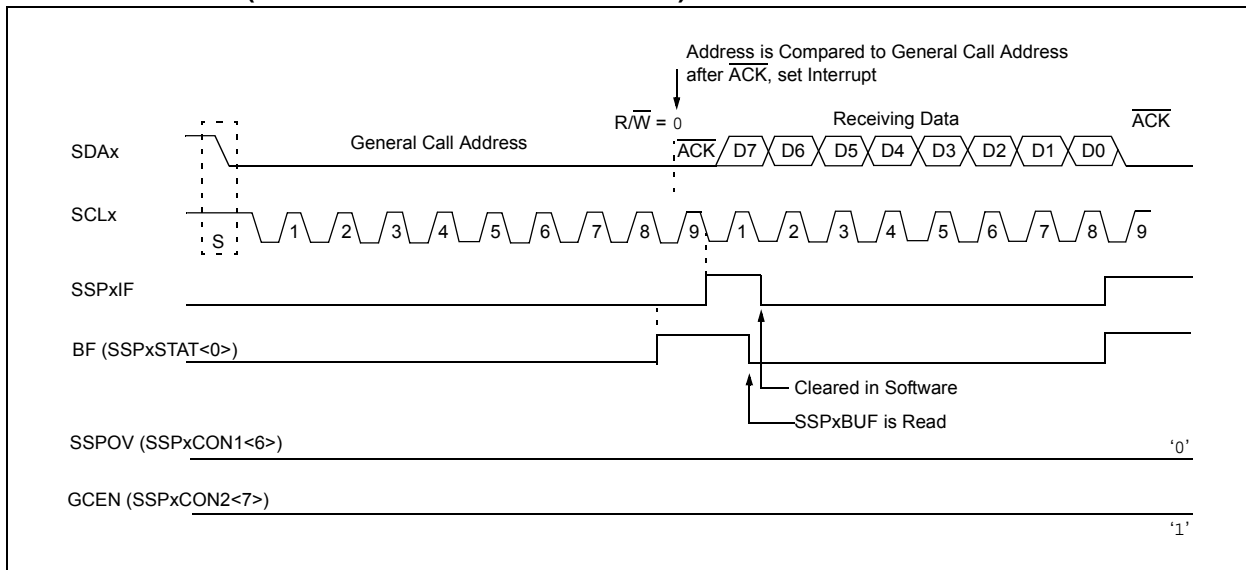 Address is Compared to General Call Address
after ACK, set Interrupt
R/W = 0
Receiving Data
ACK
SDAx
General Call Address
ACK
D7 D6 D5 D4 D3 D2 D1 D0
SCLx
S
1 2 3 4 5 6 7 8 9 1 2 3 4 5 6 7 8 9
SSPxIF
BF (SSPxSTAT<0>)
Cleared in Software
SSPxBUF is Read
SSPOV (SSPxCON1<6>)
‘0’
GCEN (SSPxCON2<7>)
‘1’